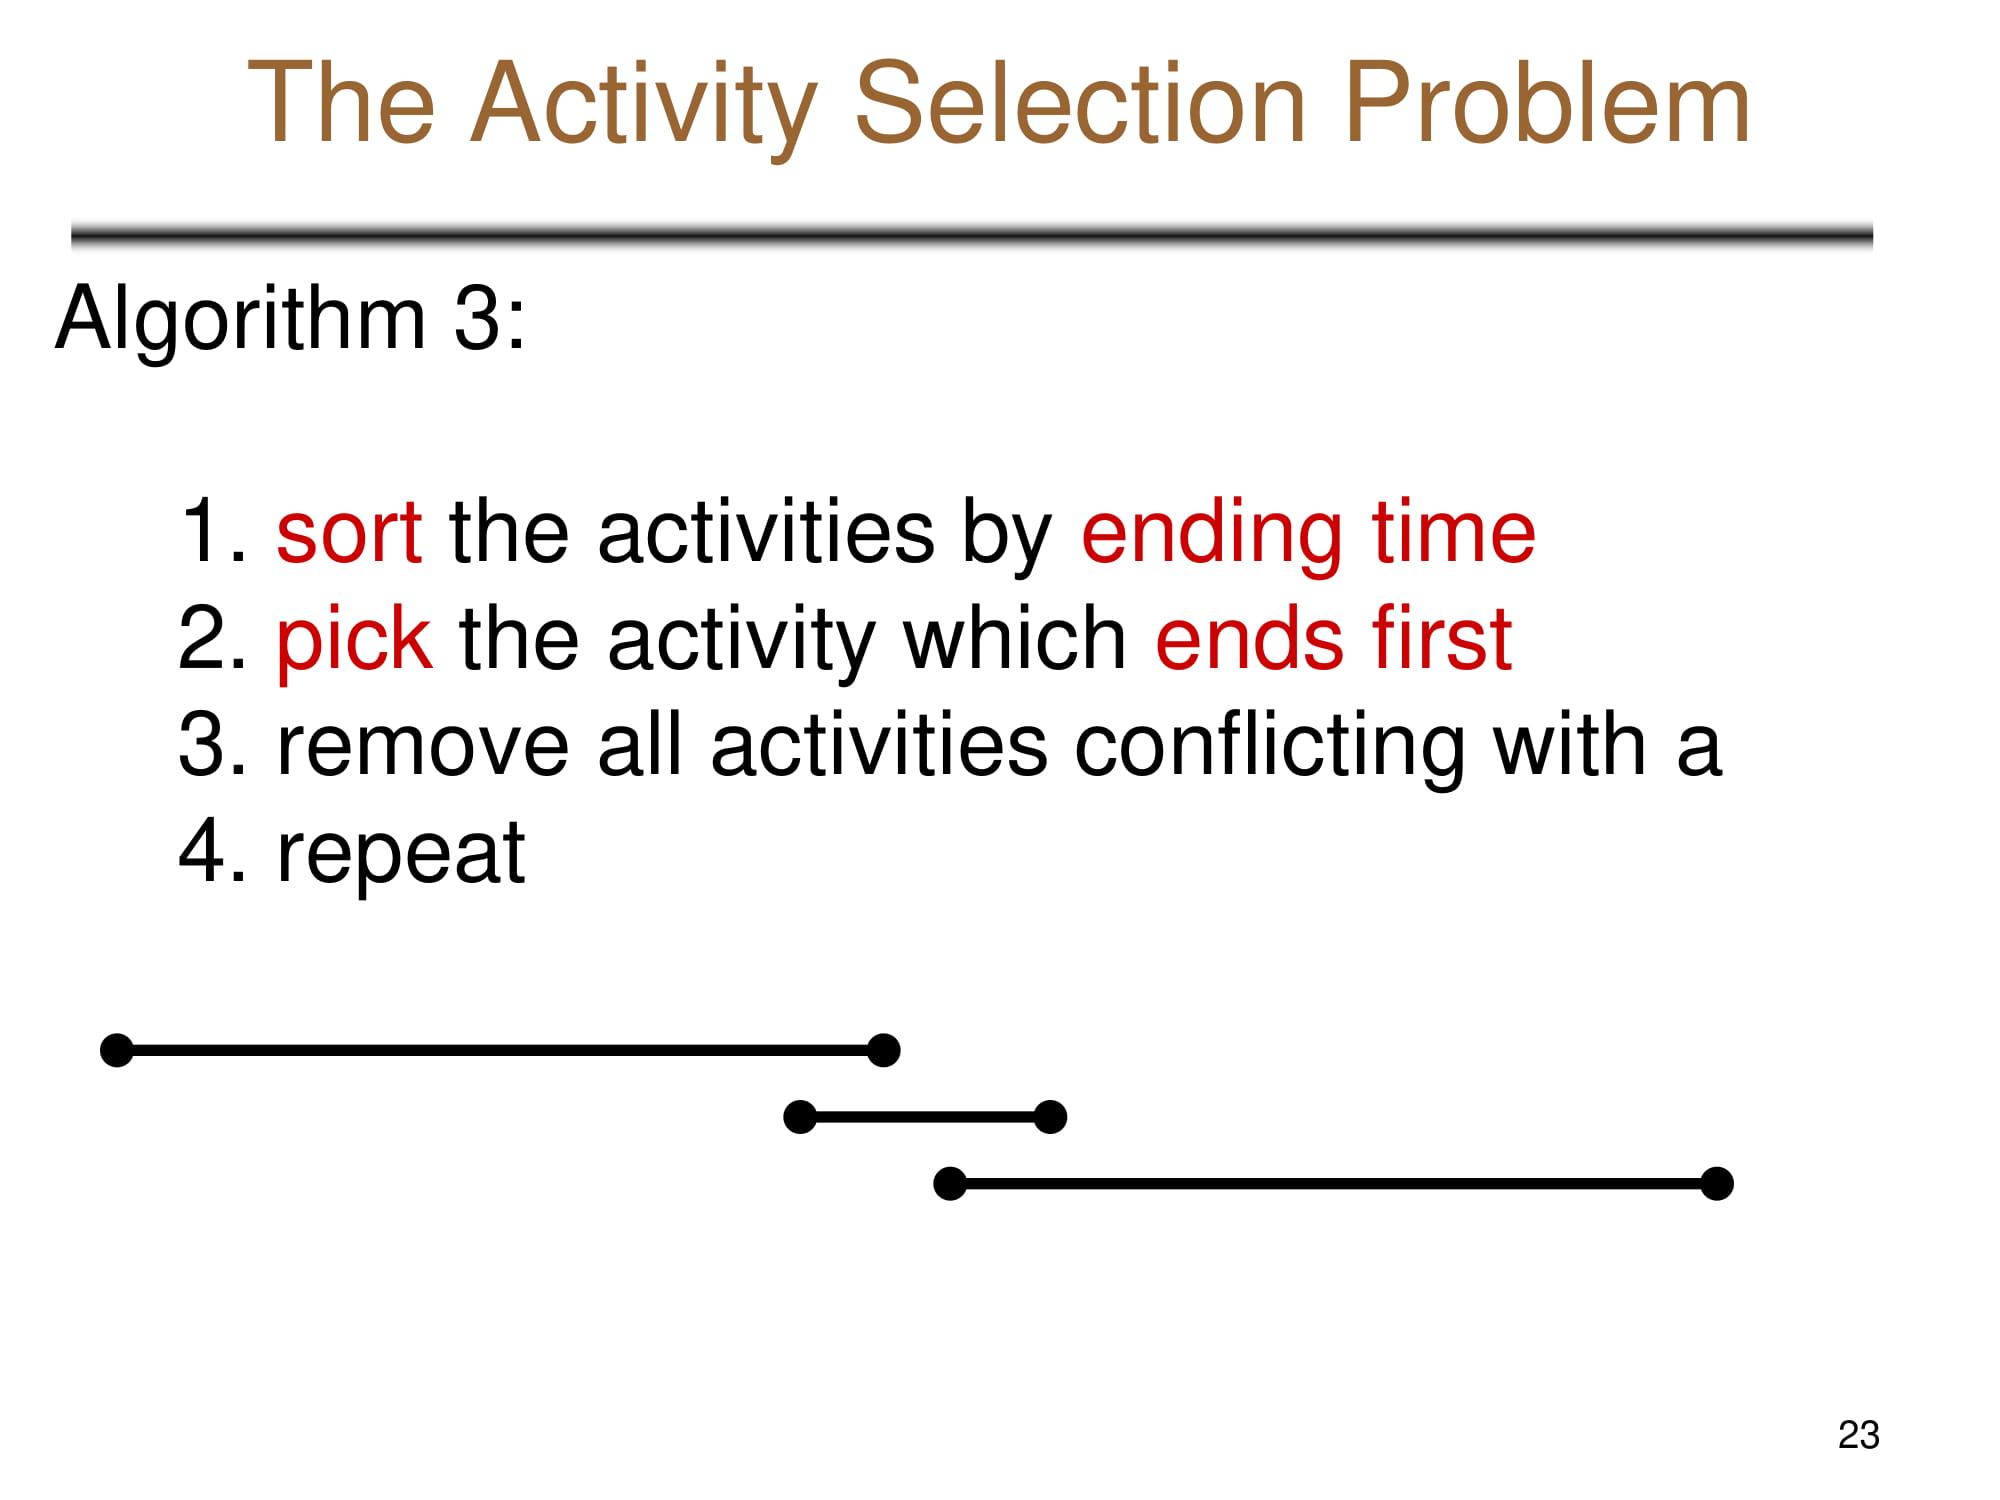 The Activity Selection Problem
Algorithm 3:
1. sort the activities by ending time
2. pick the activity which ends first
3. remove all activities conflicting with a
4. repeat
23